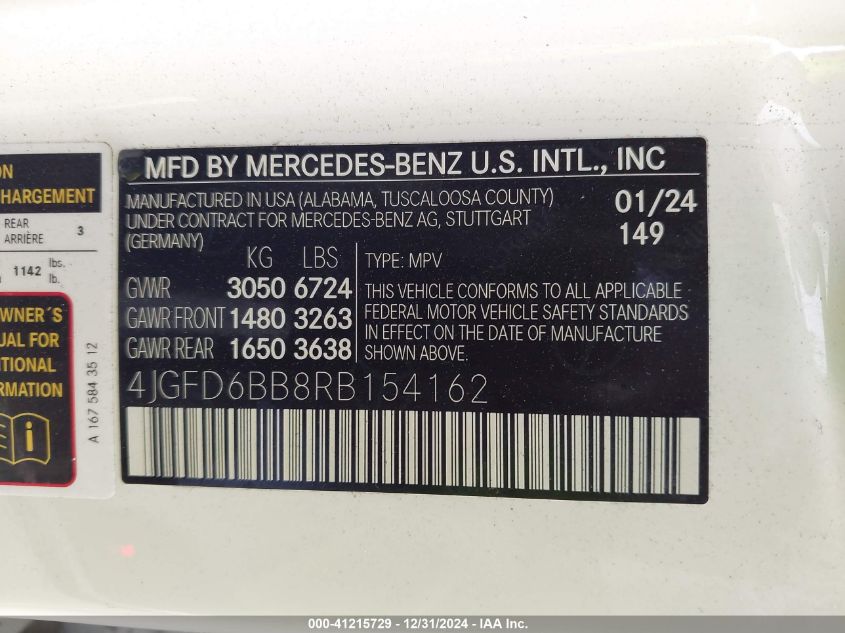 ON
CHARGEMENT
REAR
ARRIÈRE 3
1142 lbs.
lb.
OWNER´S
UAL FOR
ITIONAL
ORMATION
A 167 584 35 12
MFD BY MERCEDES-BENZ U.S. INTL., INC
MANUFACTURED IN USA (ALABAMA, TUSCALOOSA COUNTY)
UNDER CONTRACT FOR MERCEDES-BENZ AG, STUTTGART
(GERMANY)
01/24
149
KG LBS
GVWR 3050 6724
GAWR FRONT 1480 3263
GAWR REAR 1650 3638
TYPE: MPV
THIS VEHICLE CONFORMS TO ALL APPLICABLE
FEDERAL MOTOR VEHICLE SAFETY STANDARDS
IN EFFECT ON THE DATE OF MANUFACTURE
SHOWN ABOVE.
4JGFD6BB8RB154162
000-41215729 - 12/31/2024 - IAA Inc.